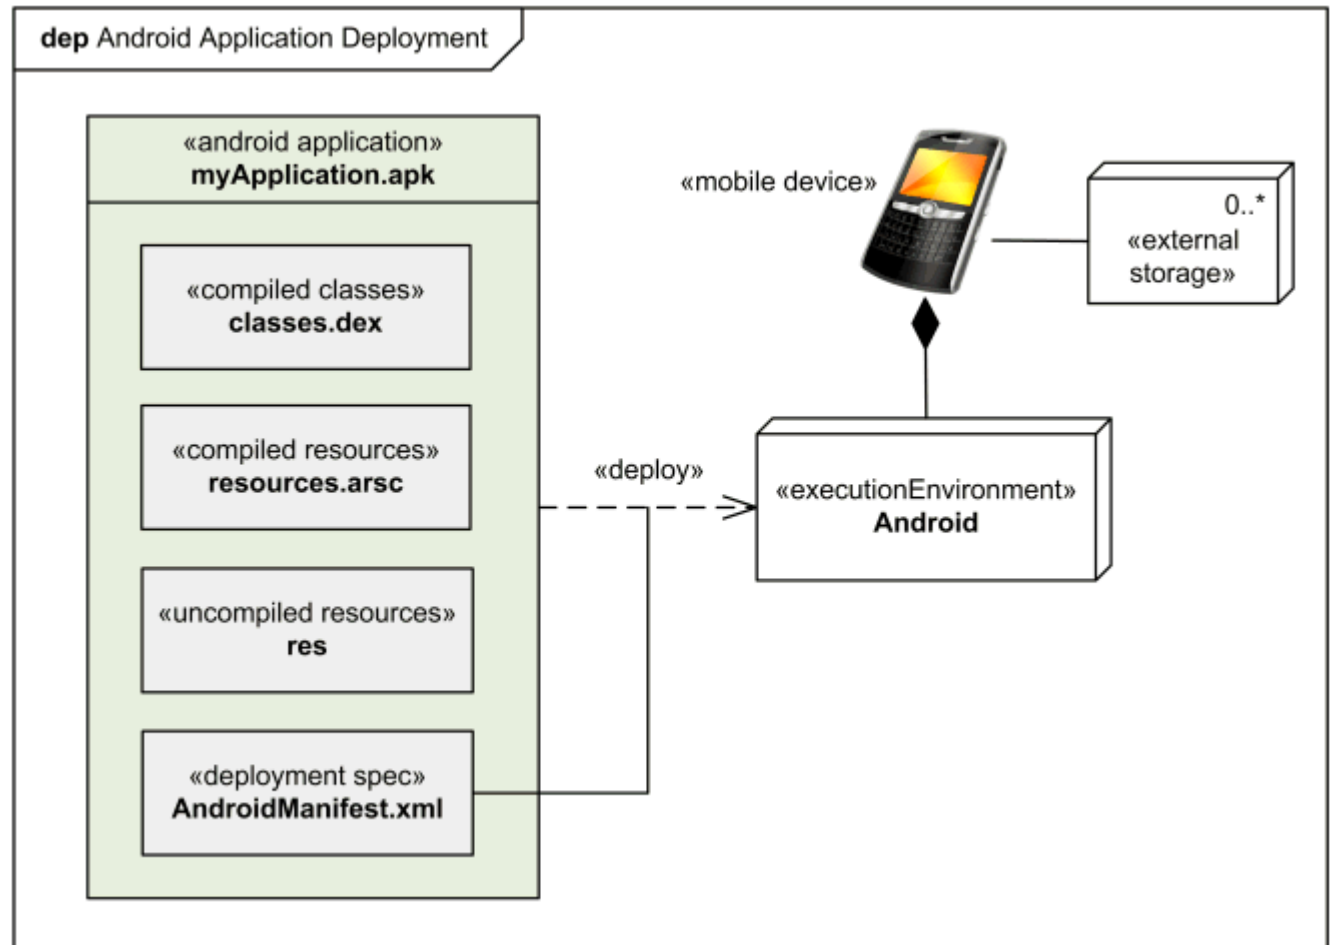 dep Android Application Deployment
«android application»
myApplication.apk
«compiled classes»
classes.dex
«compiled resources»
resources.arsc
«uncompiled resources»
res
«deployment spec»
AndroidManifest.xml
«deploy»
«mobile device»
0..*
«external
storage»
«executionEnvironment»
Android